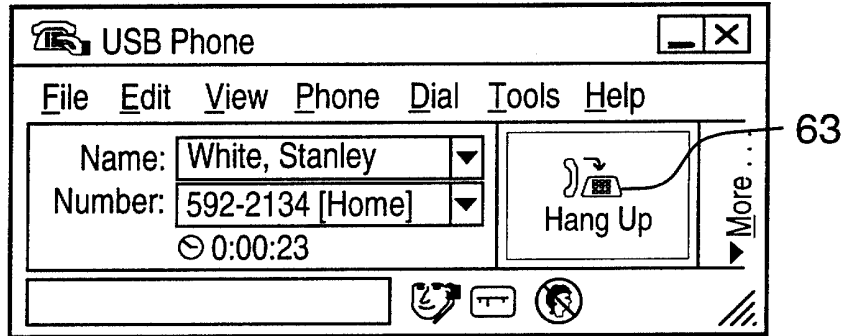 USB Phone
File Edit View Phone Dial Tools Help
Name: White, Stanley
Number: 592-2134 [Home]
0:00:23
Hang Up
More...
63